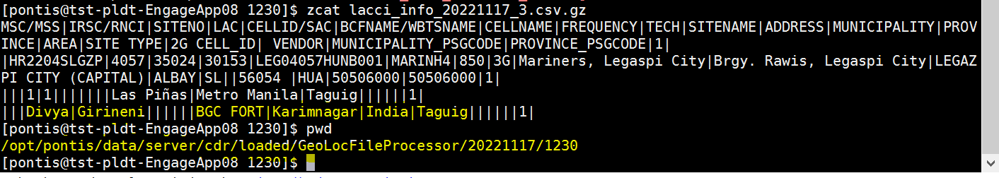 [pontis@tst-pldt-EngageApp08 1230]$ zcat lacci_info_20221117_3.csv.gz
MSC/MSS|IRSC/RNCI|SITENO|LAC|CELLID/SAC|BCFNAME/WBTSNAME|CELLNAME|FREQUENCY|TECH|SITENAME|ADDRESS|MUNICIPALITY|PROV
INCE|AREA|SITE TYPE|2G CELL_ID| VENDOR|MUNICIPALITY_PSGCODE|PROVINCE_PSGCODE|1|
|HR2204SLGZP|4057|35024|30153|LEG04057HUNB001|MARINH4|850|3G|Mariners, Legaspi City|Brgy. Rawis, Legaspi City|LEGAZ
PI CITY (CAPITAL)|ALBAY|SL||56054 |HUA|50506000|50506000|1|
|||1|1|||||||Las Piñas|Metro Manila|Taguig||||||1|
|||Divya|Girineni||||||BGC FORT|Karimnagar|India|Taguig||||||1|
[pontis@tst-pldt-EngageApp08 1230]$ pwd
/opt/pontis/data/server/cdr/loaded/GeoLocFileProcessor/20221117/1230
[pontis@tst-pldt-EngageApp08 1230]$